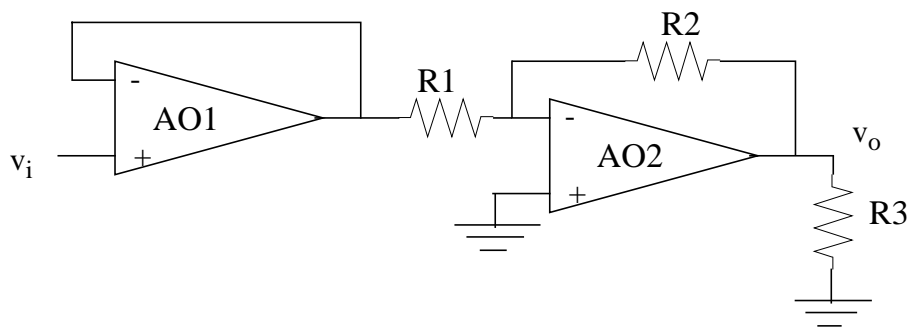 R2
R1
-
AO1
+
v_i
-
AO2
+
v_o
R3